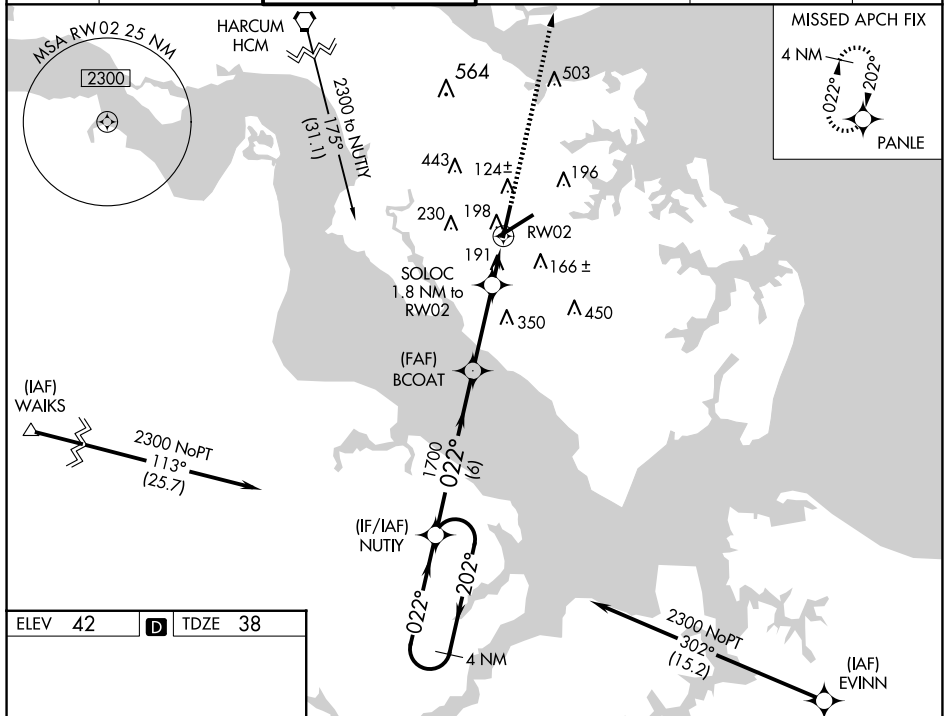 MSA RW02 25 NM
2300
HARCUM
HCM
2300 to NUTIY
175°
(31.1)
564
503
MISSED APCH FIX
4 NM
022°
202°
PANLE
443
124±
196
230
198
RW02
191
166±
SOLOC
1.8 NM to
RW02
350
450
(FAF)
BCOAT
(IAF)
WAIKS
2300 NoPT
113°
(25.7)
1700
022°
(6)
(IF/IAF)
NUTIY
022°
202°
4 NM
2300 NoPT
302°
(15.2)
(IAF)
EVINN
ELEV 42 D TDZE 38